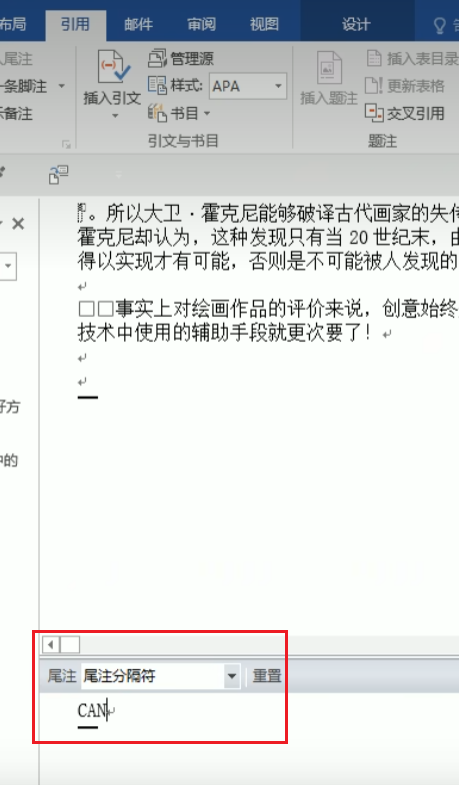 布局 引用 邮件 审阅 视图 设计
尾注 管理源 插入表目录
条脚注 样式: APA 更新表格
插入引文 插入题注
备注 书目 交叉引用
引文与书目 题注
。所以大卫·霍克尼能够破译古代画家的失传
霍克尼却认为，这种发现只有当 20 世纪末，由
得以实现才有可能，否则是不可能被人发现的
□□事实上对绘画作品的评价来说，创意始终
技术中使用的辅助手段就更次要了！
好方
中的
尾注 尾注分隔符 重置
CAN